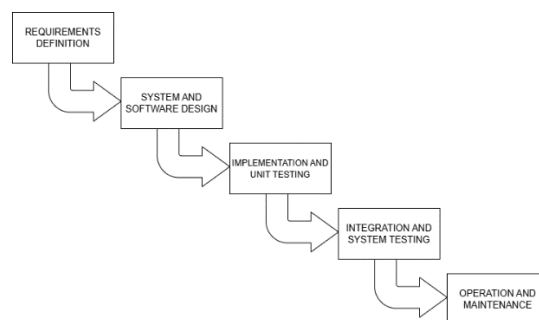 REQUIREMENTS
DEFINITION
SYSTEM AND
SOFTWARE DESIGN
IMPLEMENTATION AND
UNIT TESTING
INTEGRATION AND
SYSTEM TESTING
OPERATION AND
MAINTENANCE